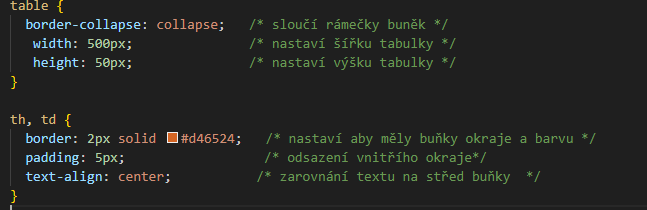 table {
border-collapse: collapse; /* sloučí rámečky buněk */
width: 500px; /* nastaví šířku tabulky */
height: 50px; /* nastaví výšku tabulky */
}
th, td {
border: 2px solid #d46524; /* nastaví aby měly buňky okraje a barvu */
padding: 5px; /* odsazení vnitřího okraje*/
text-align: center; /* zarovnání textu na střed buňky */
}